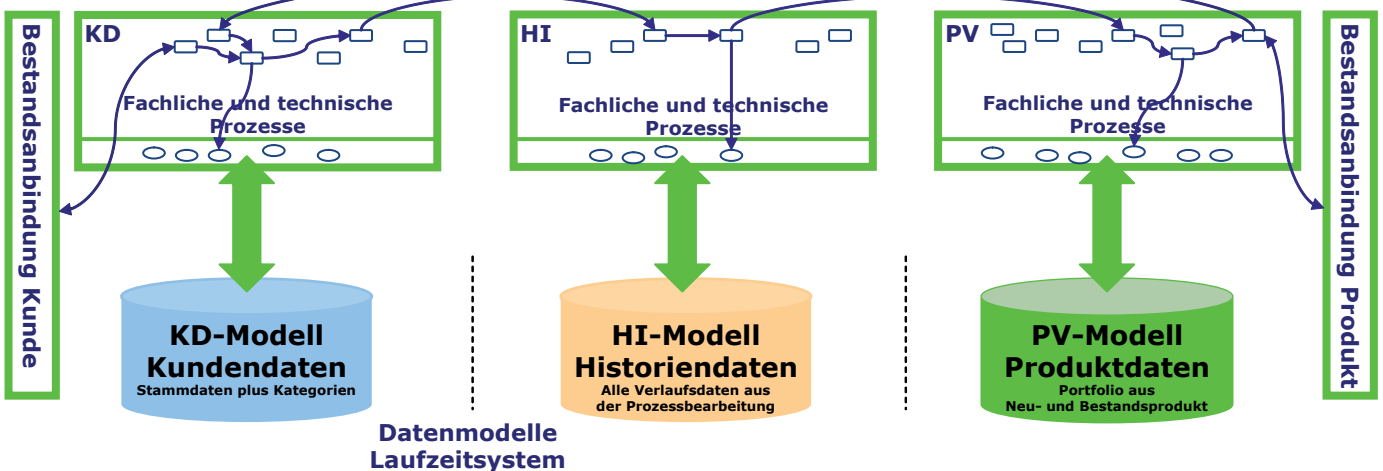 Bestandsanbindung Kunde
KD
Fachliche und technische
Prozesse
HI
Fachliche und technische
Prozesse
PV
Fachliche und technische
Prozesse
Bestandsanbindung Produkt
KD-Modell
Kundendaten
Stammdaten plus Kategorien
HI-Modell
Historiendaten
Alle Verlaufsdaten aus
der Prozessbearbeitung
PV-Modell
Produktdaten
Portfolio aus
Neu- und Bestandsprodukt
Datenmodelle
Laufzeitsystem